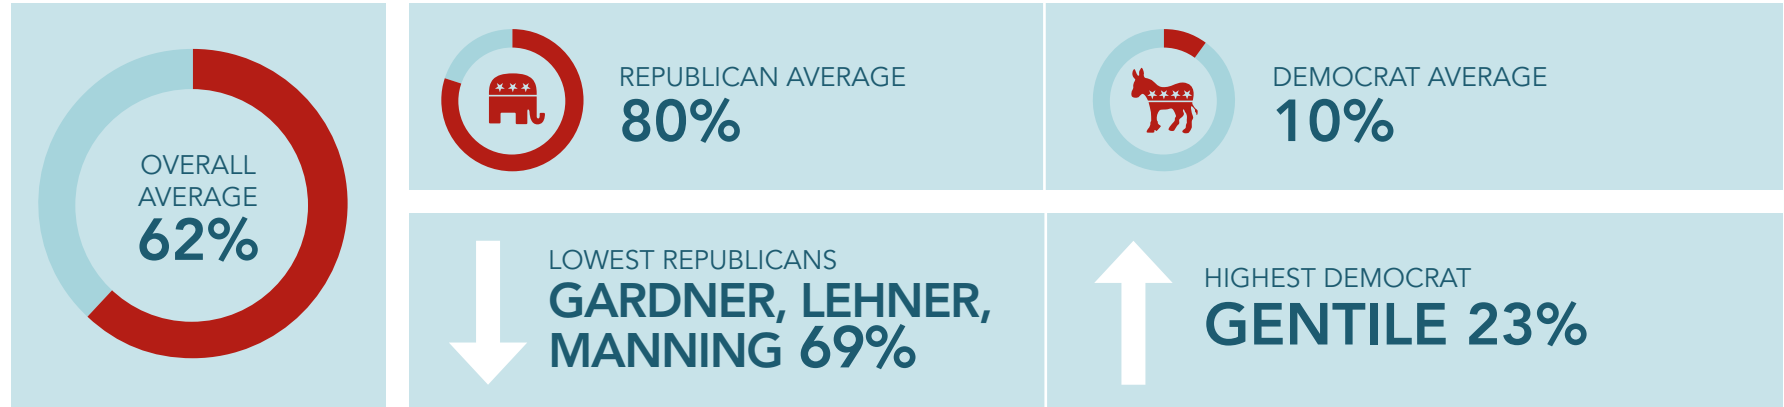 OVERALL
AVERAGE
62%
REPUBLICAN AVERAGE
80%
DEMOCRAT AVERAGE
10%
LOWEST REPUBLICANS
GARDNER, LEHNER,
MANNING 69%
HIGHEST DEMOCRAT
GENTILE 23%